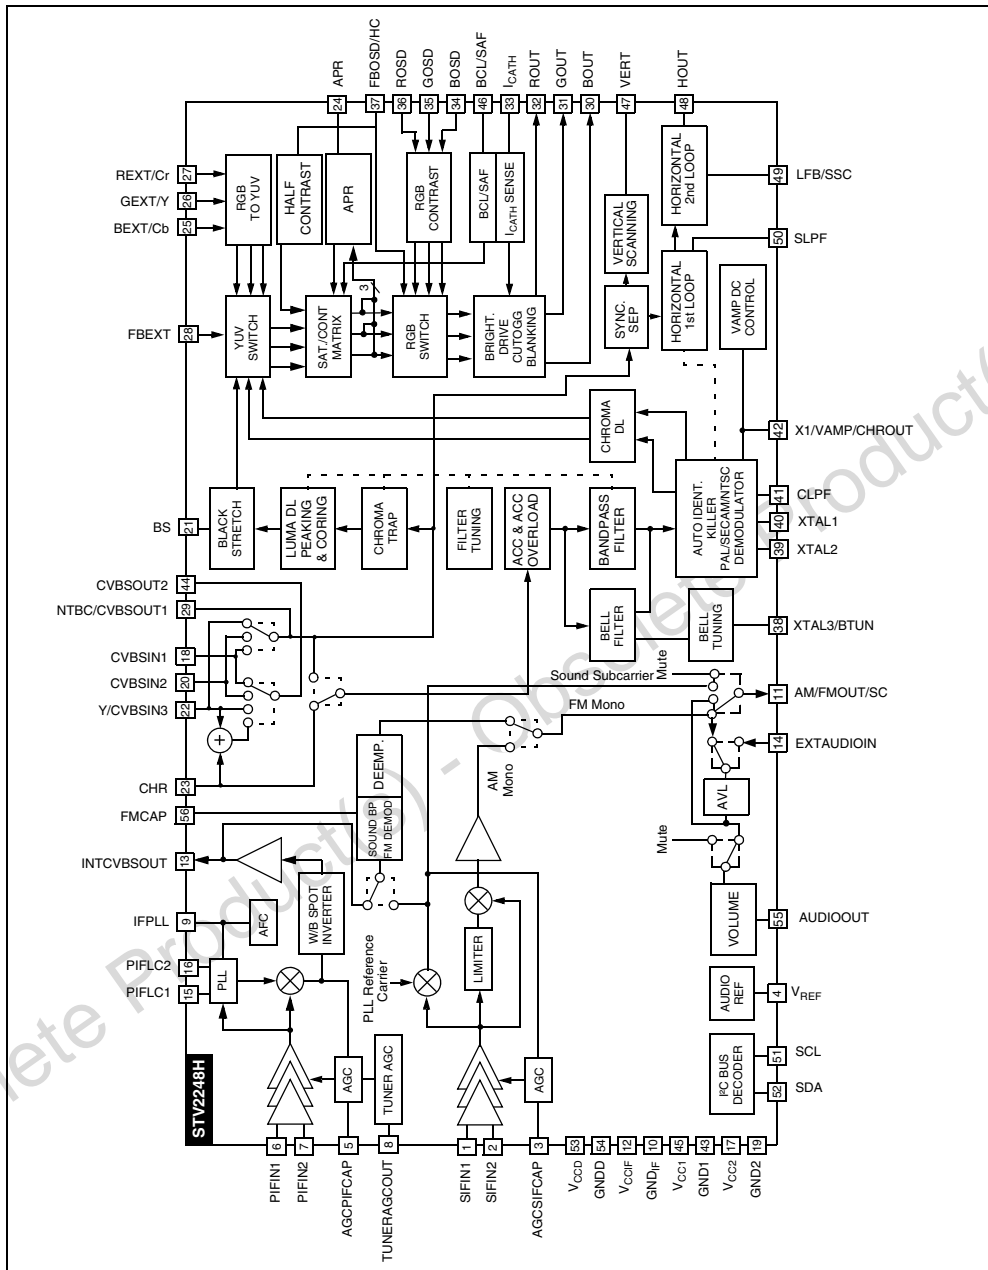 STV2248H
APR
FBOSD/HC
ROSD
GOSD
BOSD
BCL/SAF
ICATH
ROUT
GOUT
BOUT
VERT
HOUT
24
37
36
35
34
46
33
32
31
30
47
48
REXT/Cr
27
GEXT/Y
26
BEXT/Cb
25
FBEXT
28
BS
21
CVBSOUT2
44
NTBC/CVBSOUT1
29
CVBSIN1
18
CVBSIN2
20
Y/CVBSIN3
22
CHR
23
FMCAP
56
INTCVBSOUT
13
IFPLL
9
PIFLC2
16
PIFLC1
15
RGB
TO YUV
HALF
CONTRAST
APR
RGB
CONTRAST
BCL/SAF
ICATH SENSE
YUV
SWITCH
SAT./CONT
MATRIX
3
RGB
SWITCH
BRIGHT.
DRIVE
CUTOGG
BLANKING
VERTICAL
SCANNING
SYNC.
SEP
HORIZONTAL
2nd LOOP
HORIZONTAL
1st LOOP
VAMP DC
CONTROL
CHROMA
DL
BLACK
STRETCH
LUMA DL
PEAKING
& CORING
CHROMA
TRAP
FILTER
TUNING
ACC & ACC
OVERLOAD
BANDPASS
FILTER
AUTO IDENT.
KILLER
PAL/SECAM/NTSC
DEMODULATOR
BELL
FILTER
BELL
TUNING
49
LFB/SSC
50
SLPF
42
X1/VAMP/CHROUT
41
CLPF
40
XTAL1
39
XTAL2
38
XTAL3/BTUN
11
AM/FMOUT/SC
14
EXTAUDIOIN
55
AUDIOOUT
4
VREF
51
SCL
52
SDA
Sound Subcarrier
Mute
FM Mono
AM
Mono
+
SOUND BP
FM DEMOD
DEEMP.
W/B SPOT
INVERTER
AFC
PLL
PLL Reference
Carrier
LIMITER
AVL
Mute
VOLUME
AUDIO
REF
I²C BUS
DECODER
AGC
TUNER AGC
AGC
6
7
5
8
1
2
3
53
54
12
10
45
43
17
19
PIFIN1
PIFIN2
AGCPIFCAP
TUNERAGCOUT
SIFIN1
SIFIN2
AGCSIFCAP
VCCD
GNDD
VCCIF
GNDIF
VCC1
GND1
VCC2
GND2
lete Product(s) - Obsolete Product(